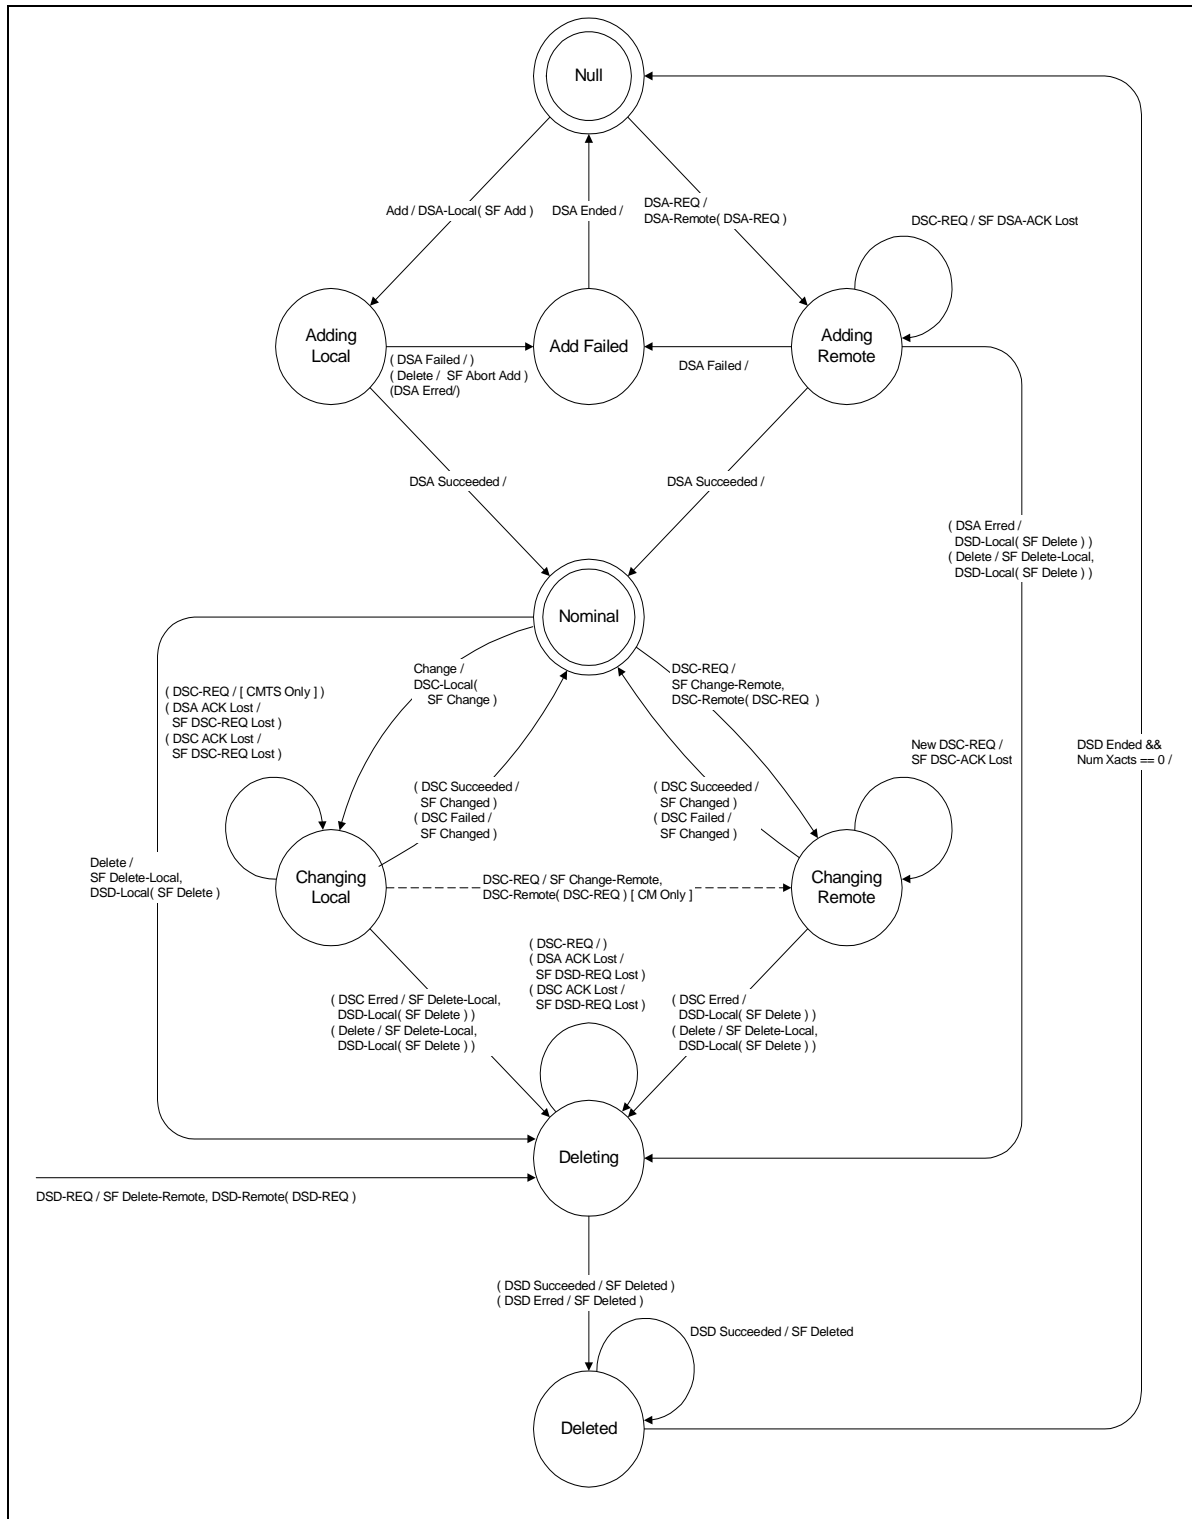 Null
Add / DSA-Local( SF Add )
DSA Ended /
DSA-REQ /
DSA-Remote( DSA-REQ )
DSC-REQ / SF DSA-ACK Lost
Adding
Local
( DSA Failed / )
( Delete / SF Abort Add )
(DSA Erred/)
Add Failed
DSA Failed /
Adding
Remote
DSA Succeeded /
DSA Succeeded /
( DSA Erred /
DSD-Local( SF Delete ) )
( Delete / SF Delete-Local,
DSD-Local( SF Delete ) )
Nominal
( DSC-REQ / [ CMTS Only ] )
( DSA ACK Lost /
SF DSC-REQ Lost )
( DSC ACK Lost /
SF DSC-REQ Lost )
Change /
DSC-Local(
SF Change )
DSC-REQ /
SF Change-Remote,
DSC-Remote( DSC-REQ )
( DSC Succeeded /
SF Changed )
( DSC Failed /
SF Changed )
( DSC Succeeded /
SF Changed )
( DSC Failed /
SF Changed )
New DSC-REQ /
SF DSC-ACK Lost
DSD Ended &&
Num Xacts == 0 /
Delete /
SF Delete-Local,
DSD-Local( SF Delete )
Changing
Local
DSC-REQ / SF Change-Remote,
DSC-Remote( DSC-REQ ) [ CM Only ]
Changing
Remote
( DSC-REQ / )
( DSA ACK Lost /
SF DSD-REQ Lost )
( DSC ACK Lost /
SF DSD-REQ Lost )
( DSC Erred / SF Delete-Local,
DSD-Local( SF Delete ) )
( Delete / SF Delete-Local,
DSD-Local( SF Delete ) )
( DSC Erred /
DSD-Local( SF Delete ) )
( Delete / SF Delete-Local,
DSD-Local( SF Delete ) )
Deleting
DSD-REQ / SF Delete-Remote, DSD-Remote( DSD-REQ )
( DSD Succeeded / SF Deleted )
( DSD Erred / SF Deleted )
DSD Succeeded / SF Deleted
Deleted